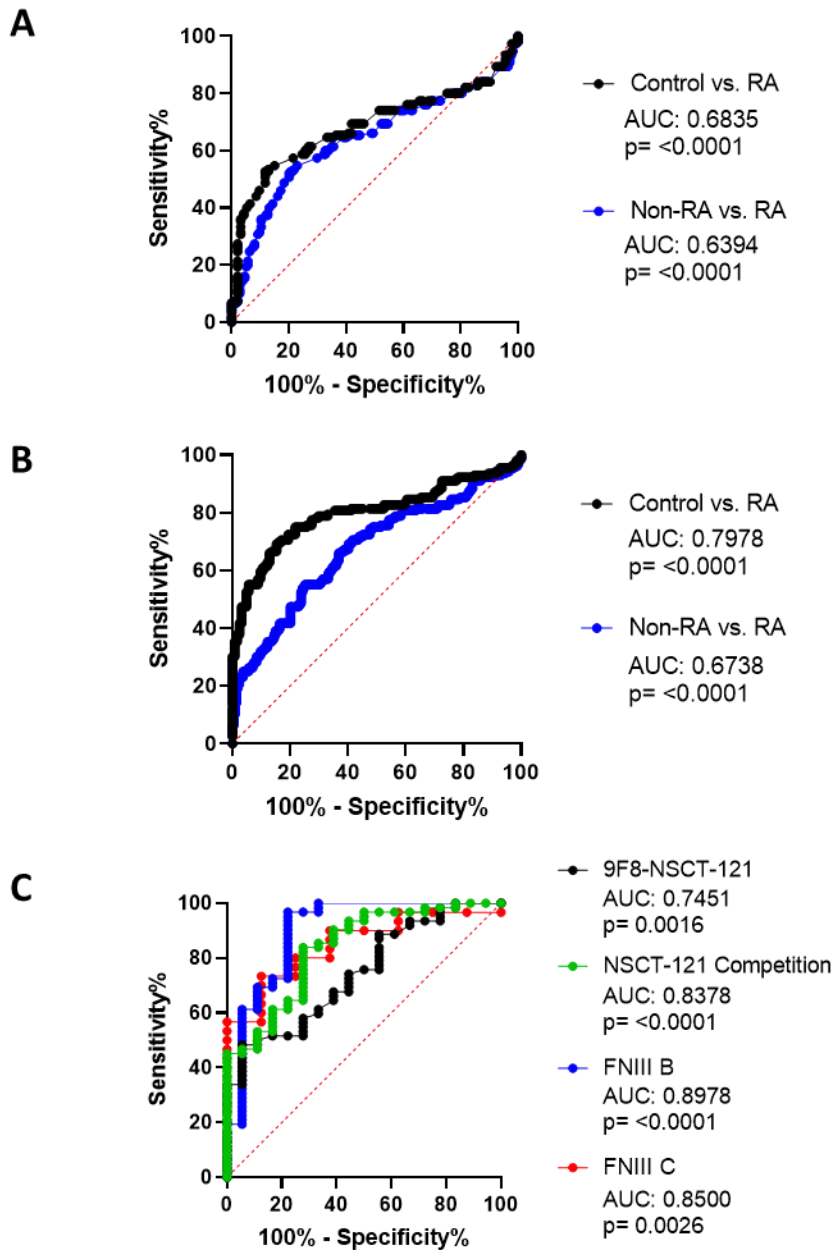 A
100
80
60
40
20
0
Sensitivity%
0 20 40 60 80 100
100% - Specificity%
Control vs. RA
AUC: 0.6835
p= <0.0001
Non-RA vs. RA
AUC: 0.6394
p= <0.0001
B
100
80
60
40
20
0
Sensitivity%
0 20 40 60 80 100
100% - Specificity%
Control vs. RA
AUC: 0.7978
p= <0.0001
Non-RA vs. RA
AUC: 0.6738
p= <0.0001
C
100
80
60
40
20
0
Sensitivity%
0 20 40 60 80 100
100% - Specificity%
9F8-NSCT-121
AUC: 0.7451
p= 0.0016
NSCT-121 Competition
AUC: 0.8378
p= <0.0001
FNIII B
AUC: 0.8978
p= <0.0001
FNIII C
AUC: 0.8500
p= 0.0026